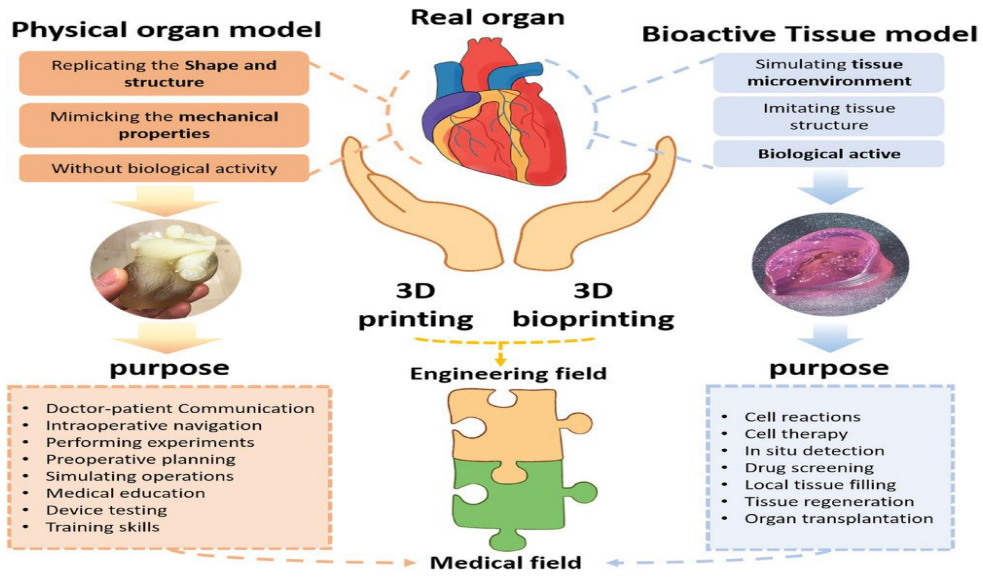 Real organ
Physical organ model
Replicating the Shape and
structure
Mimicking the mechanical
properties
Without biological activity
purpose
• Doctor-patient Communication
• Intraoperative navigation
• Performing experiments
• Preoperative planning
• Simulating operations
• Medical education
• Device testing
• Training skills
3D
printing
3D
bioprinting
Engineering field
Medical field
Bioactive Tissue model
Simulating tissue
microenvironment
Imitating tissue
structure
Biological active
purpose
• Cell reactions
• Cell therapy
• In situ detection
• Drug screening
• Local tissue filling
• Tissue regeneration
• Organ transplantation